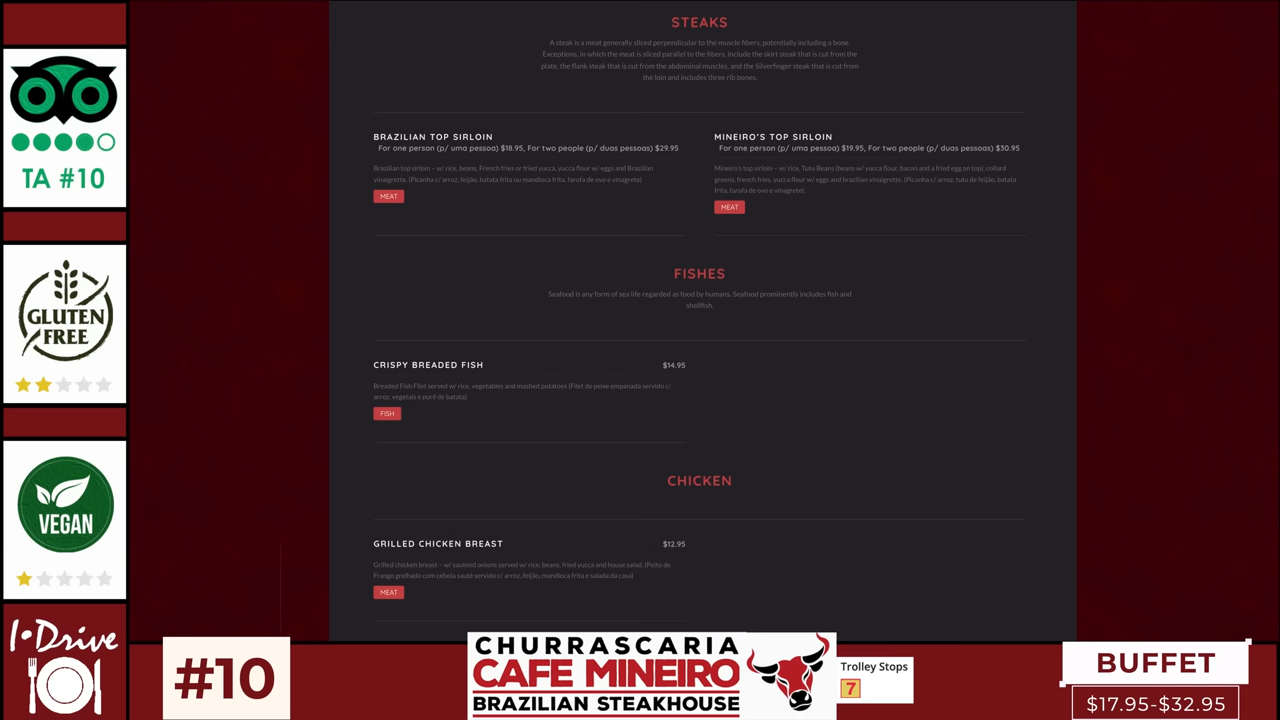 STEAKS
A steak is a meat generally sliced perpendicular to the muscle fibers, potentially including a bone.
Exceptions, in which the meat is sliced parallel to the fibers, include the skirt steak that is cut from the
plate, the flank steak that is cut from the abdominal muscles, and the Silverfinger steak that is cut from
the loin and includes three rib bones.
BRAZILIAN TOP SIRLOIN
For one person (p/ uma pessoa) $18.95, For two people (p/ duas pessoas) $29.95
Brazilian top sirloin – w/ rice, beans, French fries or fried yucca, yucca flour w/ eggs and Brazilian
vinaigrette. (Picanha c/ arroz, feijão, batata frita ou mandioca frita, farofa de ovo e vinagrete)
MEAT
MINEIRO'S TOP SIRLOIN
For one person (p/ uma pessoa) $19.95, For two people (p/ duas pessoas) $30.95
Mineiro's top sirloin – w/ rice, Tutu Beans (beans w/ yucca flour, bacon and a fried egg on top), collard
greens, french fries, yucca flour w/ eggs and brazilian vinaigrette. (Picanha c/ arroz, tutu de feijão, batata
frita, farofa de ovo e vinagrete).
MEAT
FISHES
Seafood is any form of sea life regarded as food by humans. Seafood prominently includes fish and
shellfish.
CRISPY BREADED FISH $14.95
Breaded Fish Filet served w/ rice, vegetables and mashed potatoes (Filet de peixe empanada servido c/
arroz, vegetais e purê de batata)
FISH
CHICKEN
GRILLED CHICKEN BREAST $12.95
Grilled chicken breast – w/ sauteed onions served w/ rice, beans, fried yucca and house salad. (Peito de
Frango grelhado com cebola sauté servido c/ arroz, feijão, mandioca frita e salada da casa)
MEAT
TA #10
GLUTEN
FREE
VEGAN
I•Drive
#10
CHURRASCARIA
CAFE MINEIRO
BRAZILIAN STEAKHOUSE
Trolley Stops
7
BUFFET
$17.95-$32.95